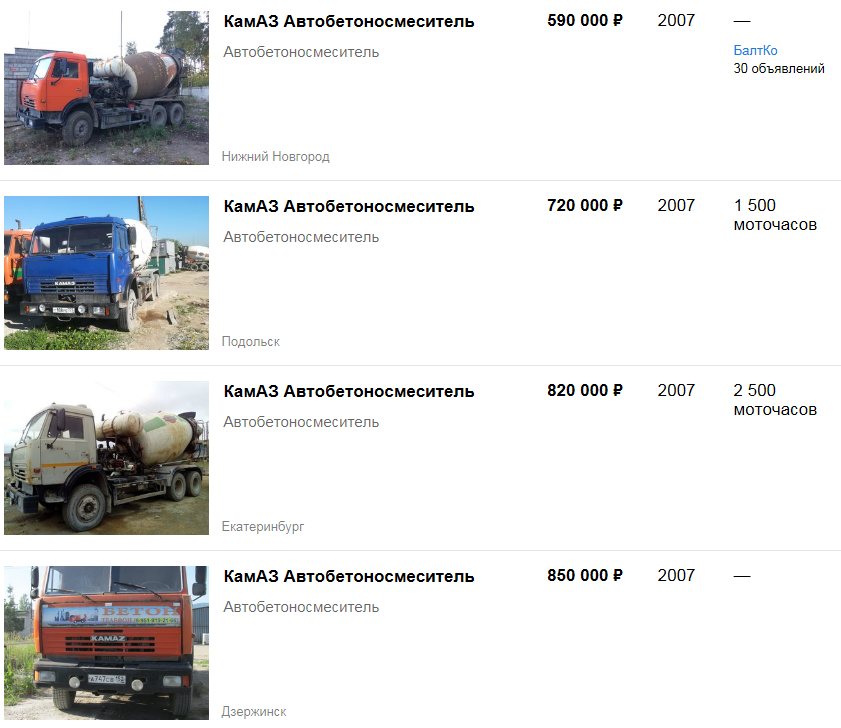 КамАЗ Автобетоносмеситель 590 000 ₽ 2007 —
Автобетоносмеситель
БалтКо
30 объявлений
Нижний Новгород
КамАЗ Автобетоносмеситель 720 000 ₽ 2007 1 500
моточасов
Автобетоносмеситель
КАМАЗ
Подольск
КамАЗ Автобетоносмеситель 820 000 ₽ 2007 2 500
моточасов
Автобетоносмеситель
Екатеринбург
КамАЗ Автобетоносмеситель 850 000 ₽ 2007 —
Автобетоносмеситель
БЕТОН
KAMAZ
Дзержинск